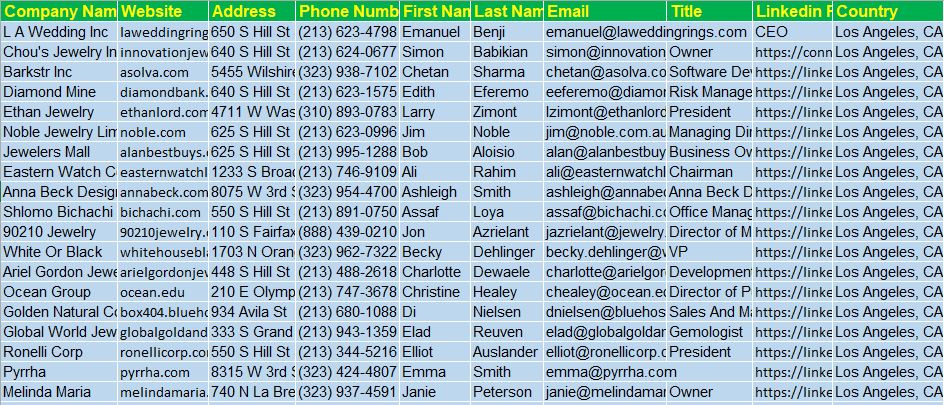 Company Nam Website Address Phone Numb First Nan Last Nam Email Title Linkedin F Country
L A Wedding Inc laweddingring 650 S Hill St (213) 623-4798 Emanuel Benji emanuel@laweddingrings.com CEO Los Angeles, CA
Chou's Jewelry In innovationjew 640 S Hill St (213) 624-0677 Simon Babikian simon@innovation Owner https://conn Los Angeles, CA
Barkstr Inc asolva.com 5455 Wilshire (323) 938-7102 Chetan Sharma chetan@asolva.co Software Dev https://linke Los Angeles, CA
Diamond Mine diamondbank. 640 S Hill St (213) 623-1575 Edith Eferemo eeferemo@diamor Risk Manage https://linke Los Angeles, CA
Ethan Jewelry ethanlord.com 4711 W Was (310) 893-0783 Larry Zimont lzimont@ethanlord President https://linke Los Angeles, CA
Noble Jewelry Lim noble.com 625 S Hill St (213) 623-0996 Jim Noble jim@noble.com.au Managing Dir https://linke Los Angeles, CA
Jewelers Mall alanbestbuys.c 625 S Hill St (213) 995-1288 Bob Aloisio alan@alanbestbuy Business Ow https://linke Los Angeles, CA
Eastern Watch C easternwatchl 1233 S Broad (213) 746-9109 Ali Rahim ali@easternwatchl Chairman https://linke Los Angeles, CA
Anna Beck Desig annabeck.com 8075 W 3rd S (323) 954-4700 Ashleigh Smith ashleigh@annabec Anna Beck D https://linke Los Angeles, CA
Shlomo Bichachi bichachi.com 550 S Hill St (213) 891-0750 Assaf Loya assaf@bichachi.co Office Manag https://linke Los Angeles, CA
90210 Jewelry 90210jewelry.c 110 S Fairfax (888) 439-0210 Jon Azrielant jazrielant@jewelry. Director of M https://linke Los Angeles, CA
White Or Black whitehousebla 1703 N Oran (323) 962-7322 Becky Dehlinger becky.dehlinger@v VP https://linke Los Angeles, CA
Ariel Gordon Jewe arielgordonjew 448 S Hill St (213) 488-2618 Charlotte Dewaele charlotte@arielgor Development https://linke Los Angeles, CA
Ocean Group ocean.edu 210 E Olymp (213) 747-3678 Christine Healey chealey@ocean.ec Director of P https://linke Los Angeles, CA
Golden Natural Co box404.blueho 934 Avila St (213) 680-1088 Di Nielsen dnielsen@bluehos Sales And Ma https://linke Los Angeles, CA
Global World Jew globalgoldand 333 S Grand (213) 943-1359 Elad Reuven elad@globalgoldar Gemologist https://linke Los Angeles, CA
Ronelli Corp ronellicorp.com 550 S Hill St (213) 344-5216 Elliot Auslander elliot@ronellicorp.c President https://linke Los Angeles, CA
Pyrrha pyrrha.com 8315 W 3rd S (323) 424-4807 Emma Smith emma@pyrrha.com https://linke Los Angeles, CA
Melinda Maria melindamaria. 740 N La Bre (323) 937-4591 Janie Peterson janie@melindamar Owner https://linke Los Angeles, CA